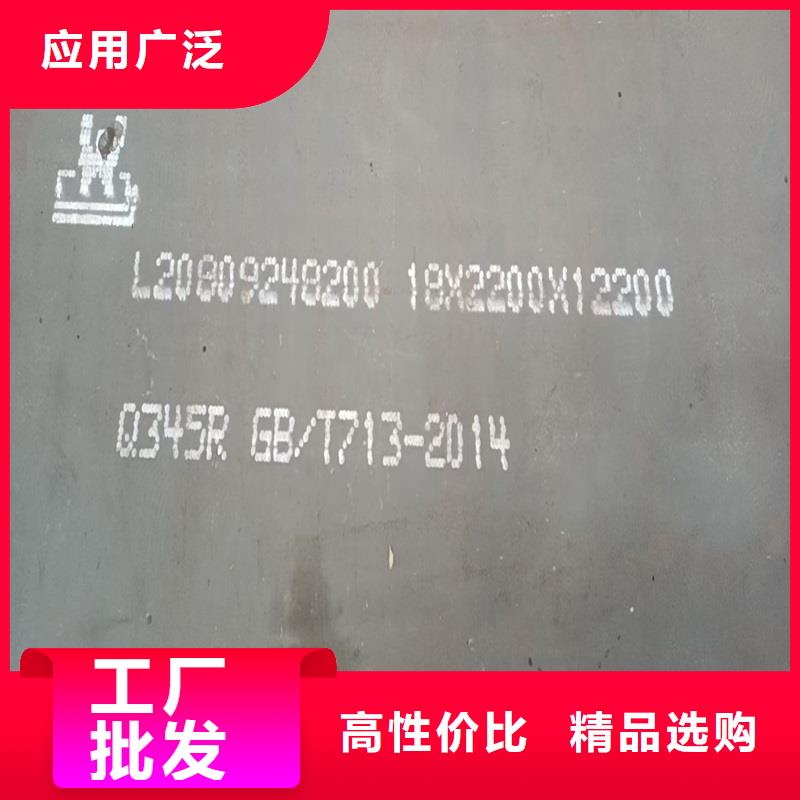 应用广泛
L20809248200 18X2200X12200
Q345R GB/T713-2014
工厂
批发
高性价比 精品选购